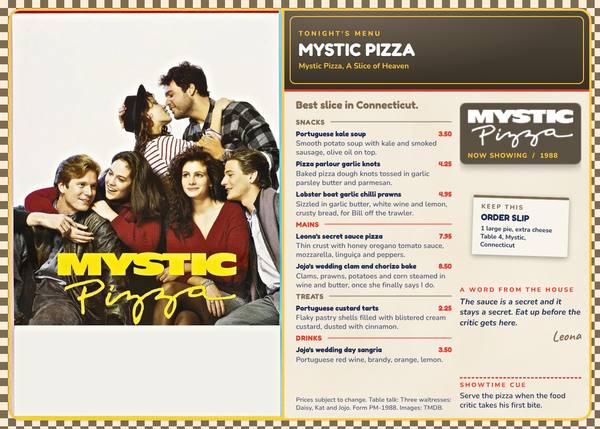 MYSTIC
Pizza
TONIGHT'S MENU
MYSTIC PIZZA
Mystic Pizza, A Slice of Heaven
Best slice in Connecticut.
SNACKS
Portuguese kale soup 3.50
Smooth potato soup with kale and smoked
sausage, olive oil on top.
Pizza parlour garlic knots 4.25
Baked pizza dough knots tossed in garlic
parsley butter and parmesan.
Lobster boat garlic chilli prawns 4.95
Sizzled in garlic butter, white wine and lemon,
crusty bread, for Bill off the trawler.
MAINS
Leona's secret sauce pizza 7.95
Thin crust with honey oregano tomato sauce,
mozzarella, linguiça and peppers.
Jojo's wedding clam and chorizo bake 8.50
Clams, prawns, potatoes and corn steamed in
wine and butter, once she finally says I do.
TREATS
Portuguese custard tarts 2.25
Flaky pastry shells filled with blistered cream
custard, dusted with cinnamon.
DRINKS
Jojo's wedding day sangria 3.50
Portuguese red wine, brandy, orange, lemon.
Prices subject to change. Table talk: Three waitresses:
Daisy, Kat and Jojo. Form PM-1988. Images: TMDB.
MYSTIC
Pizza
NOW SHOWING / 1988
KEEP THIS
ORDER SLIP
1 large pie, extra cheese
Table 4, Mystic,
Connecticut
A WORD FROM THE HOUSE
The sauce is a secret and it
stays a secret. Eat up before the
critic gets here.
Leona
SHOWTIME CUE
Serve the pizza when the food
critic takes his first bite.